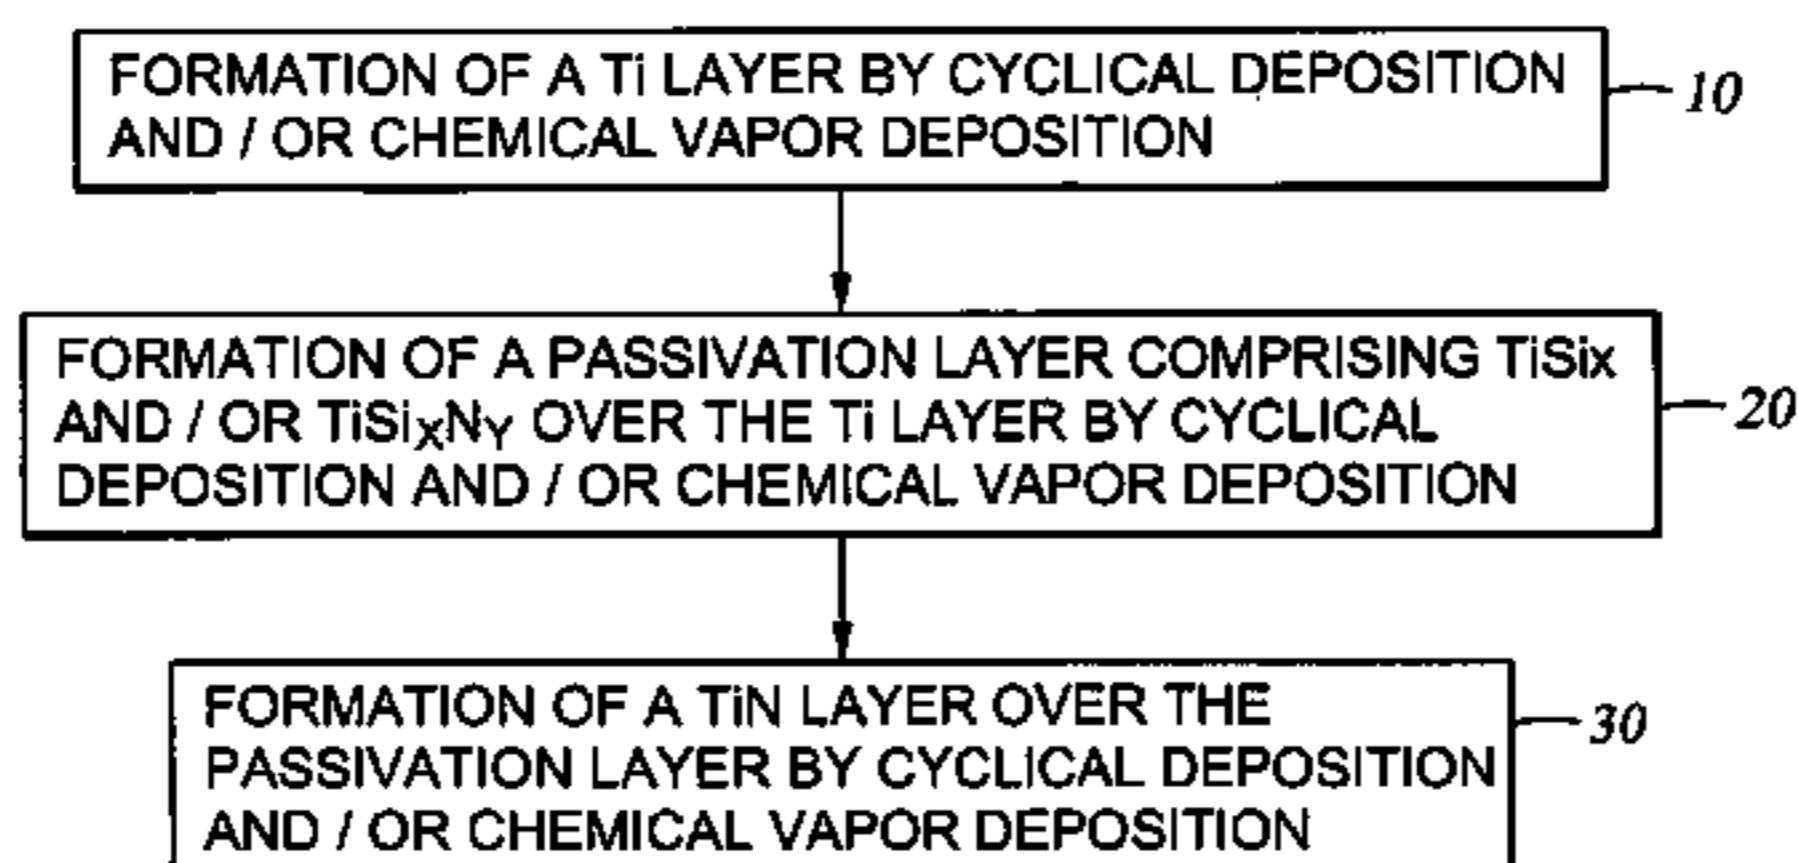 FORMATION OF A Ti LAYER BY CYCLICAL DEPOSITION
AND / OR CHEMICAL VAPOR DEPOSITION
10
FORMATION OF A PASSIVATION LAYER COMPRISING TiSix
AND / OR TiSiXNY OVER THE Ti LAYER BY CYCLICAL
DEPOSITION AND / OR CHEMICAL VAPOR DEPOSITION
20
FORMATION OF A TiN LAYER OVER THE
PASSIVATION LAYER BY CYCLICAL DEPOSITION
AND / OR CHEMICAL VAPOR DEPOSITION
30